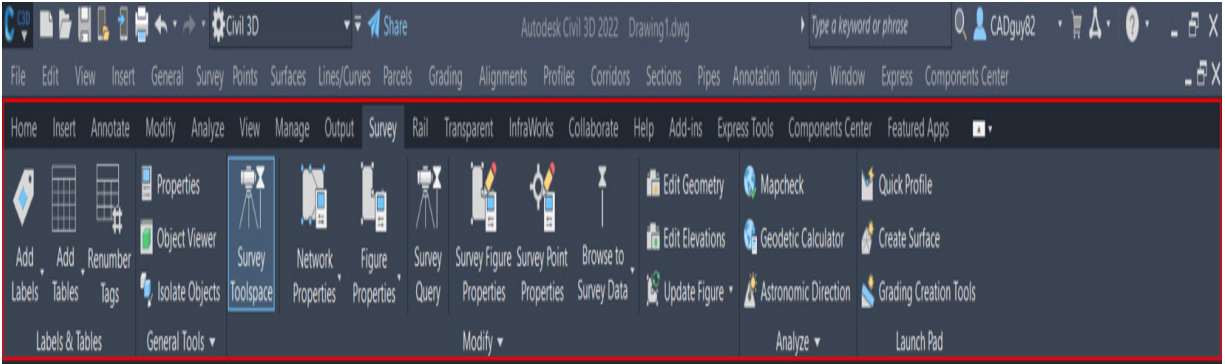 C3D Civil 3D Share Autodesk Civil 3D 2022 Drawing1.dwg Type a keyword or phrase CADguy82
File Edit View Insert General Survey Points Surfaces Lines/Curves Parcels Grading Alignments Profiles Corridors Sections Pipes Annotation Inquiry Window Express Components Center
Home Insert Annotate Modify Analyze View Manage Output Survey Rail Transparent InfraWorks Collaborate Help Add-ins Express Tools Components Center Featured Apps
Properties Edit Geometry Mapcheck Quick Profile
Object Viewer Edit Elevations Geodetic Calculator Create Surface
Add Add Renumber Survey Network Figure Survey Survey Figure Survey Point Browse to
Labels Tables Tags Isolate Objects Toolspace Properties Properties Query Properties Properties Survey Data Update Figure Astronomic Direction Grading Creation Tools
Labels & Tables General Tools Modify Analyze Launch Pad